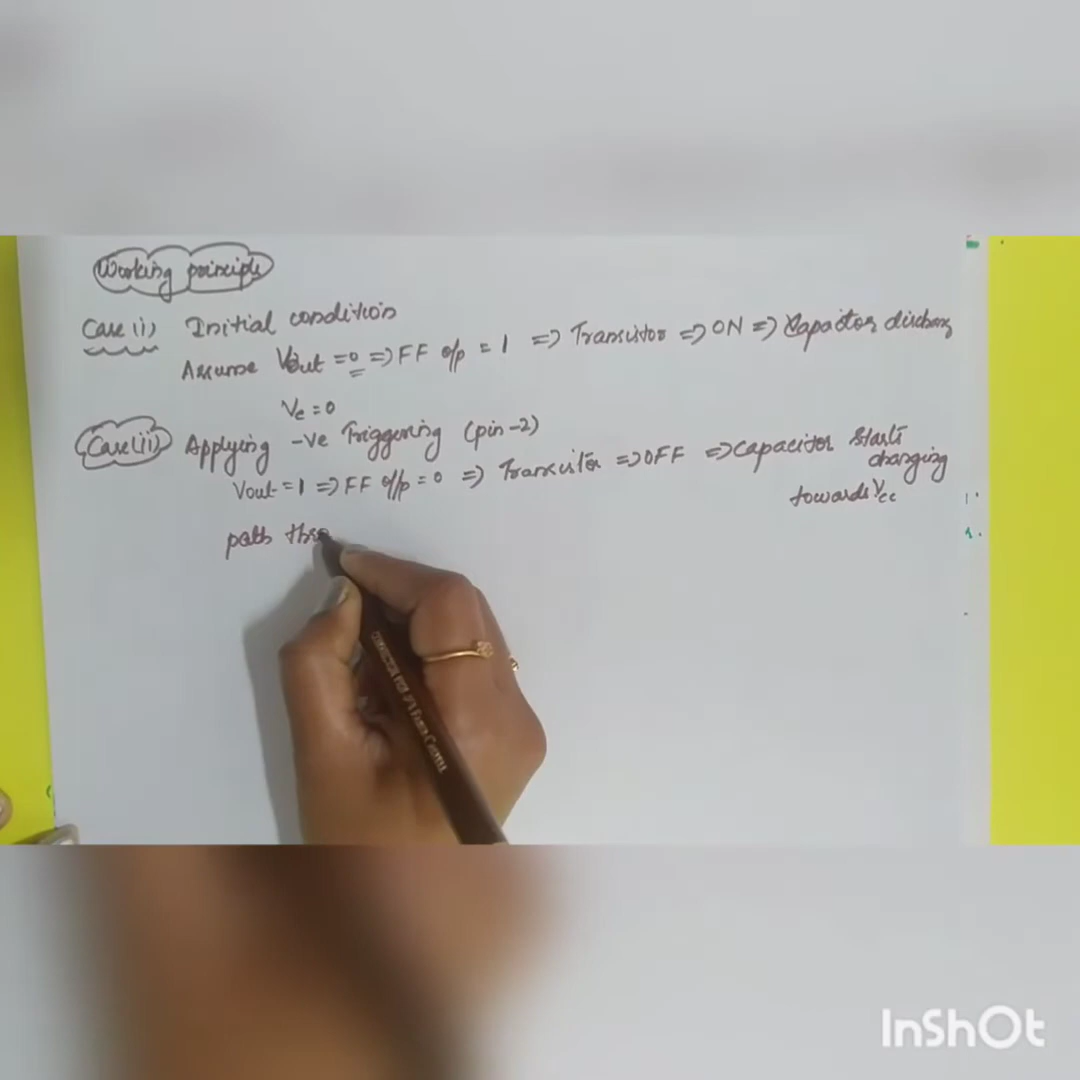 Working principle
Case (i) Initial condition
Assume Vout = 0 => FF o/p = 1 => Transistor => ON => Capacitor discharg
Vc = 0
Case (ii) Applying -ve Triggering (pin-2)
Vout = 1 => FF o/p = 0 => Transistor => OFF => capacitor starts charging
towards Vcc
path thro
InShOt